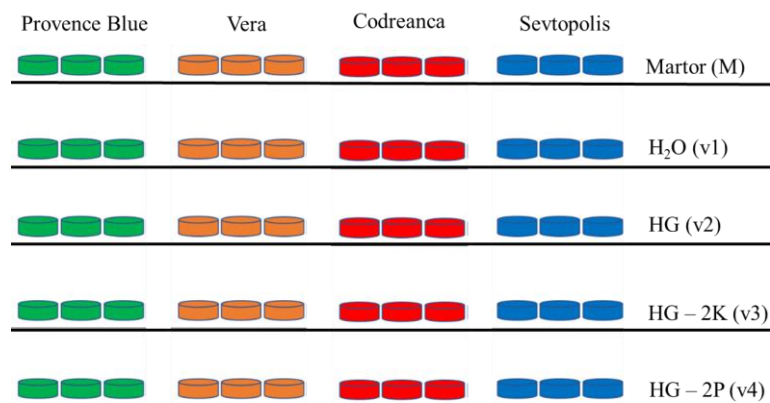 Provence Blue Vera Codreanca Sevtopolis
Martor (M)
H₂O (v1)
HG (v2)
HG – 2K (v3)
HG – 2P (v4)